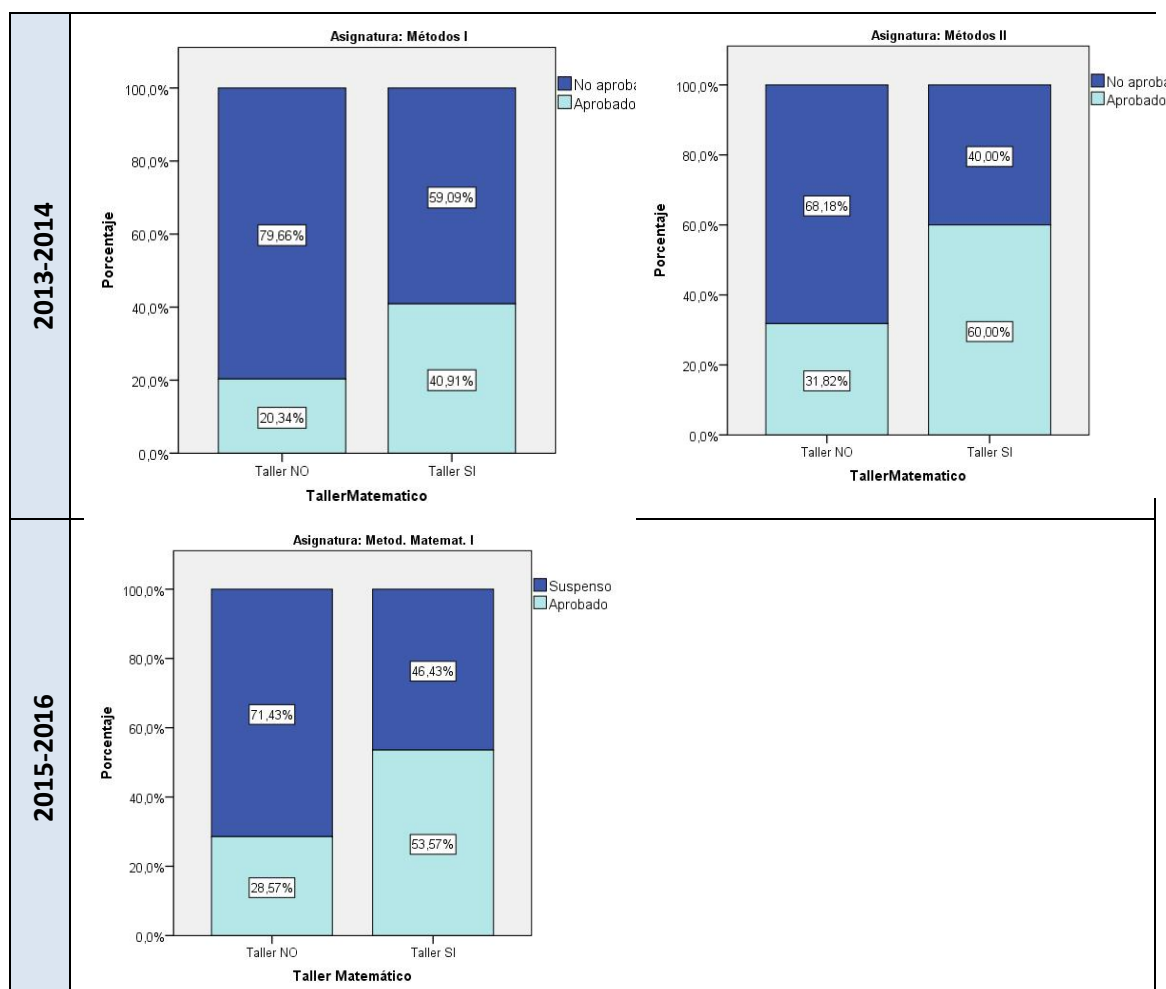 2013-2014
Asignatura: Métodos I
No aproba
Aprobado
100,0%
80,0%
60,0%
40,0%
20,0%
0,0%
Porcentaje
79,66%
20,34%
59,09%
40,91%
Taller NO
Taller SI
TallerMatematico
Asignatura: Métodos II
No aproba
Aprobado
100,0%
80,0%
60,0%
40,0%
20,0%
0,0%
Porcentaje
68,18%
31,82%
40,00%
60,00%
Taller NO
Taller SI
TallerMatematico
2015-2016
Asignatura: Metod. Matemat. I
Suspenso
Aprobado
100,0%
80,0%
60,0%
40,0%
20,0%
0,0%
Porcentaje
71,43%
28,57%
46,43%
53,57%
Taller NO
Taller SI
Taller Matemático